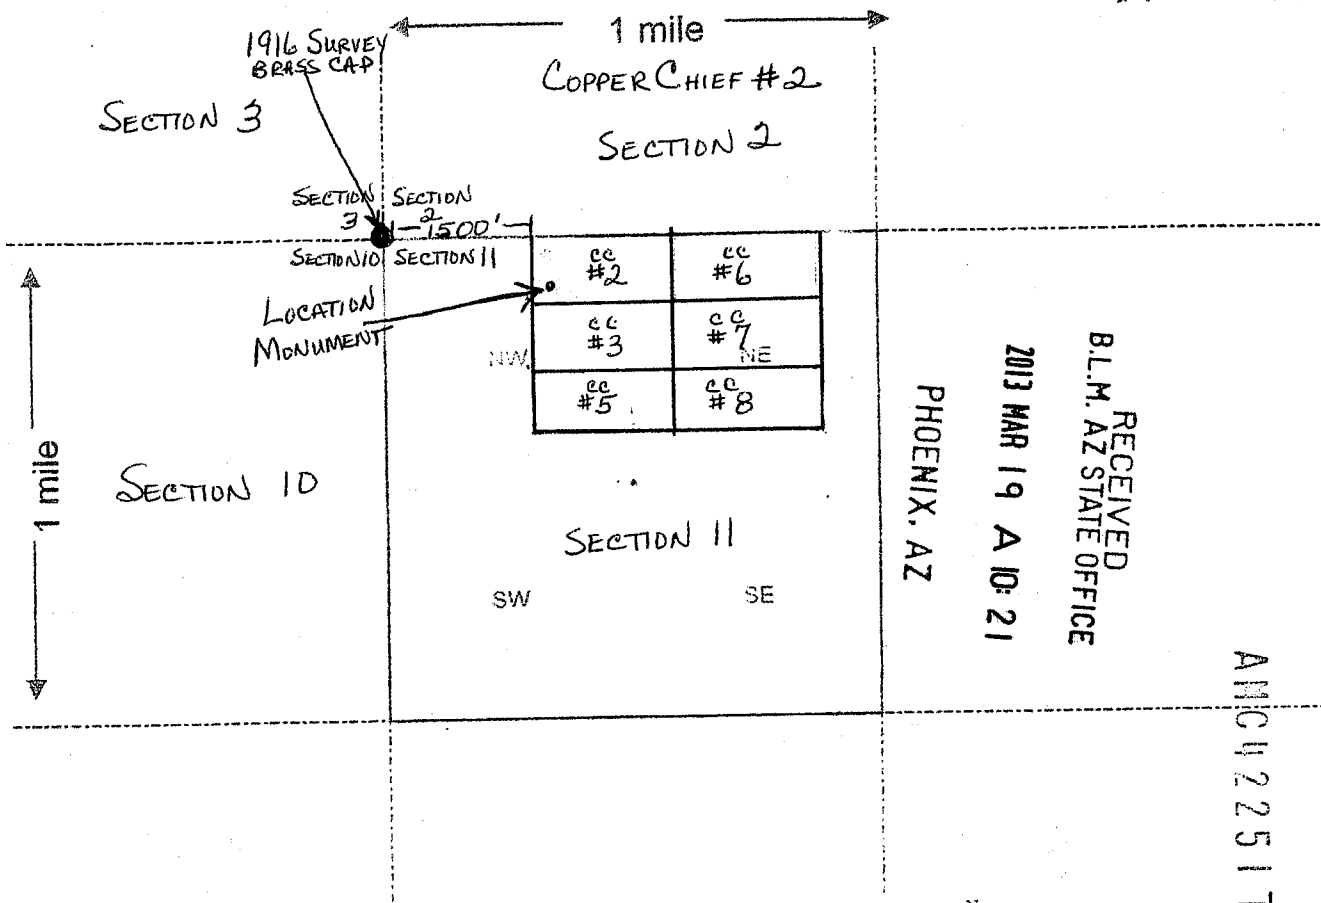 1 mile
1916 SURVEY
BRASS CAP
COPPER CHIEF #2
SECTION 3
SECTION 2
SECTION
3
SECTION
2
1500'
SECTION 10
SECTION 11
CC
#2
CC
#6
LOCATION
MONUMENT
CC
#3
CC
#7
NW
NE
CC
#5
CC
#8
1 mile
SECTION 10
SECTION 11
SW
SE
RECEIVED
B.L.M. AZ STATE OFFICE
2013 MAR 19 A 10: 21
PHOENIX, AZ
AMC42251